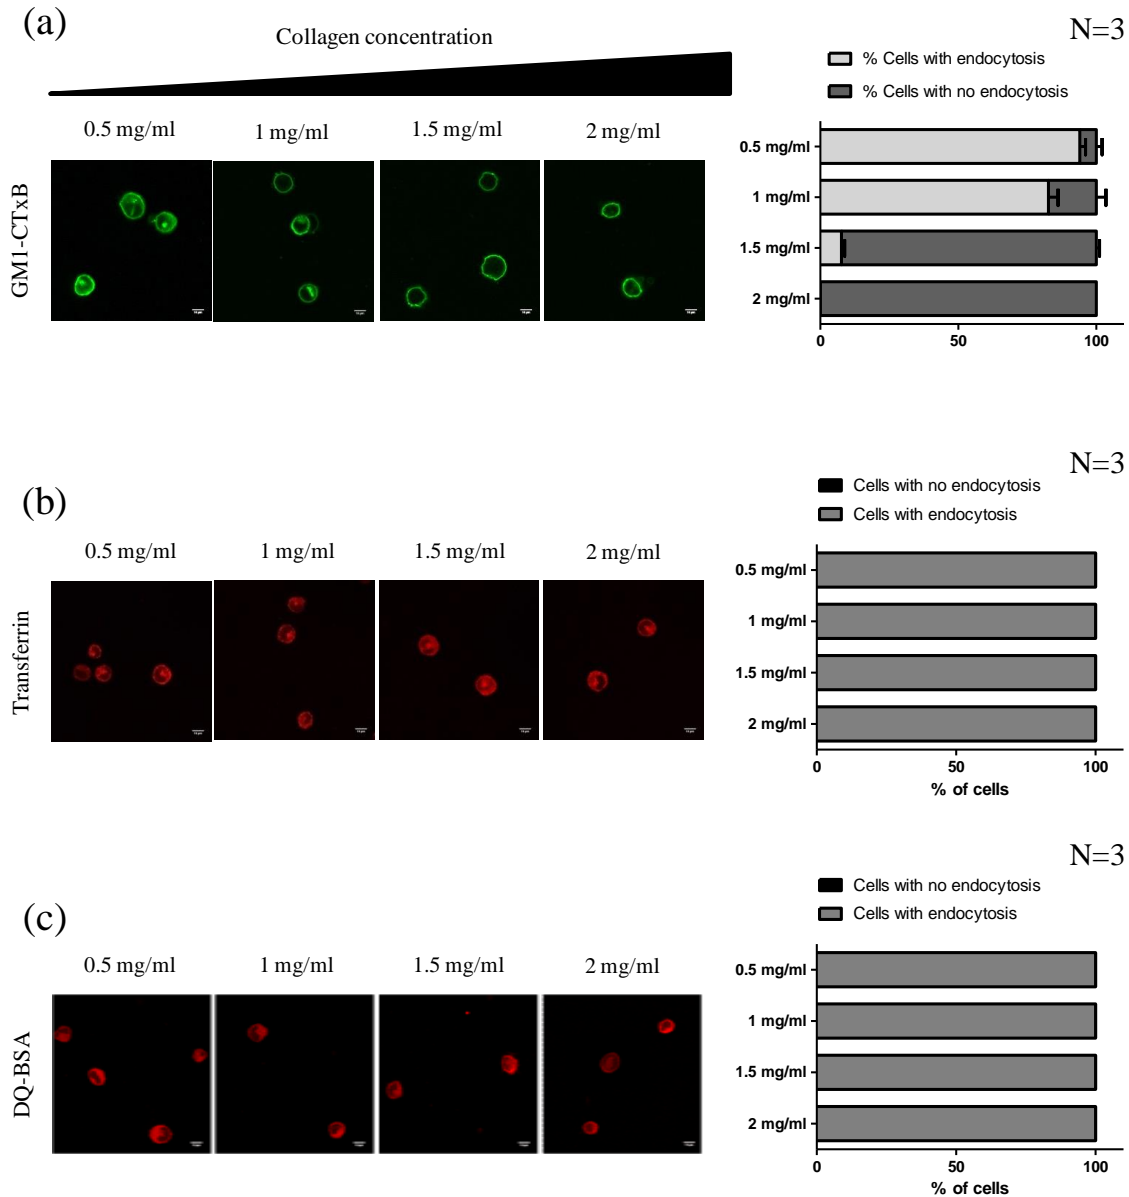 (a)
Collagen concentration
N=3
% Cells with endocytosis
% Cells with no endocytosis
0.5 mg/ml
1 mg/ml
1.5 mg/ml
2 mg/ml
GM1-CTxB
0.5 mg/ml
1 mg/ml
1.5 mg/ml
2 mg/ml
0
50
100
(b)
N=3
Cells with no endocytosis
Cells with endocytosis
0.5 mg/ml
1 mg/ml
1.5 mg/ml
2 mg/ml
Transferrin
0.5 mg/ml
1 mg/ml
1.5 mg/ml
2 mg/ml
0
50
100
% of cells
(c)
N=3
Cells with no endocytosis
Cells with endocytosis
0.5 mg/ml
1 mg/ml
1.5 mg/ml
2 mg/ml
DQ-BSA
0.5 mg/ml
1 mg/ml
1.5 mg/ml
2 mg/ml
0
50
100
% of cells